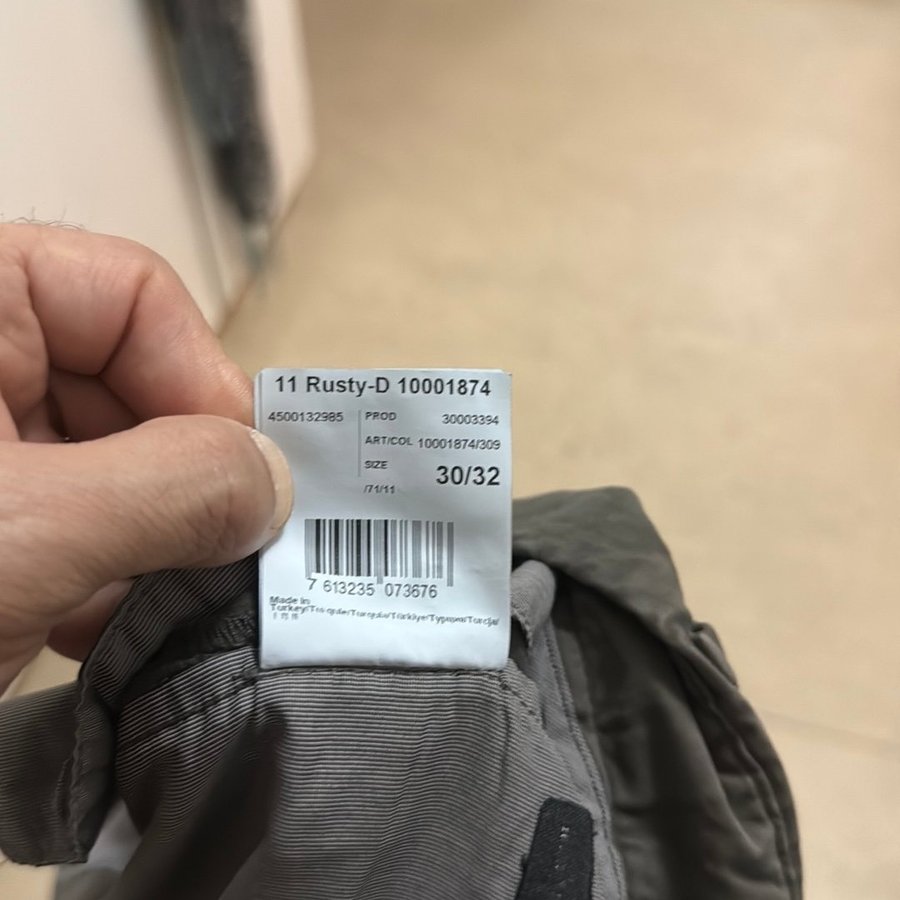 11 Rusty-D 10001874
4500132985
PROD 30003394
ART/COL 10001874/309
SIZE 30/32
/71/11
7 613235 073676
Made in
Turkey/Turquie/Turquia/Türkiye/Турция/Turcja/